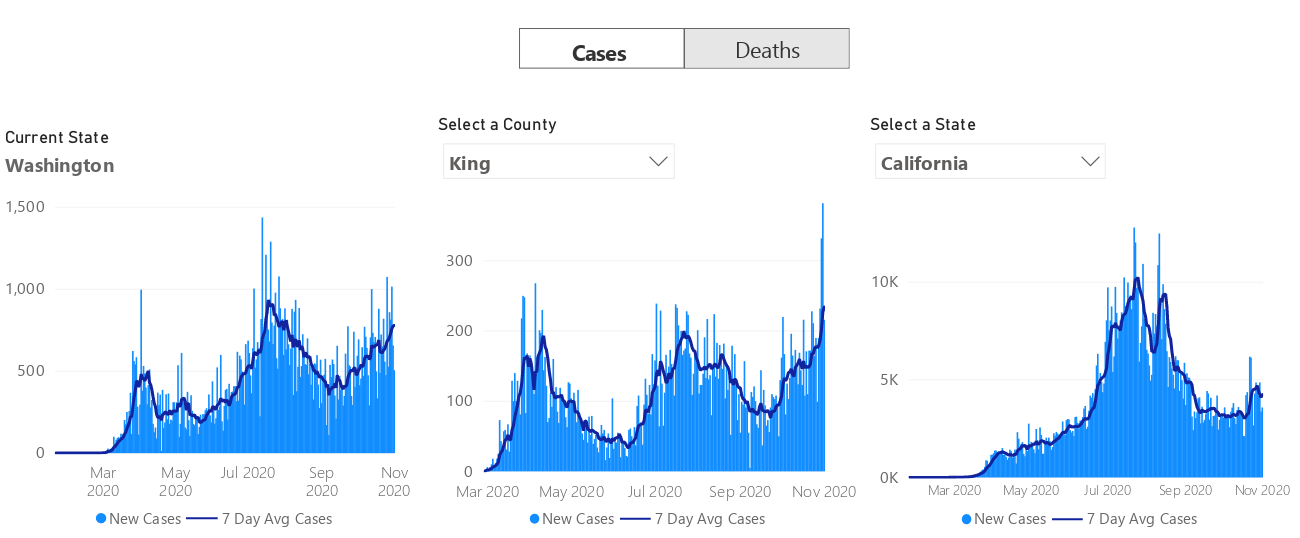 Cases Deaths
Current State
Washington
1,500
1,000
500
0
Mar 2020
May 2020
Jul 2020
Sep 2020
Nov 2020
New Cases 7 Day Avg Cases
Select a County
King
300
200
100
0
Mar 2020 May 2020 Jul 2020 Sep 2020 Nov 2020
New Cases 7 Day Avg Cases
Select a State
California
10K
5K
0K
Mar 2020 May 2020 Jul 2020 Sep 2020 Nov 2020
New Cases 7 Day Avg Cases